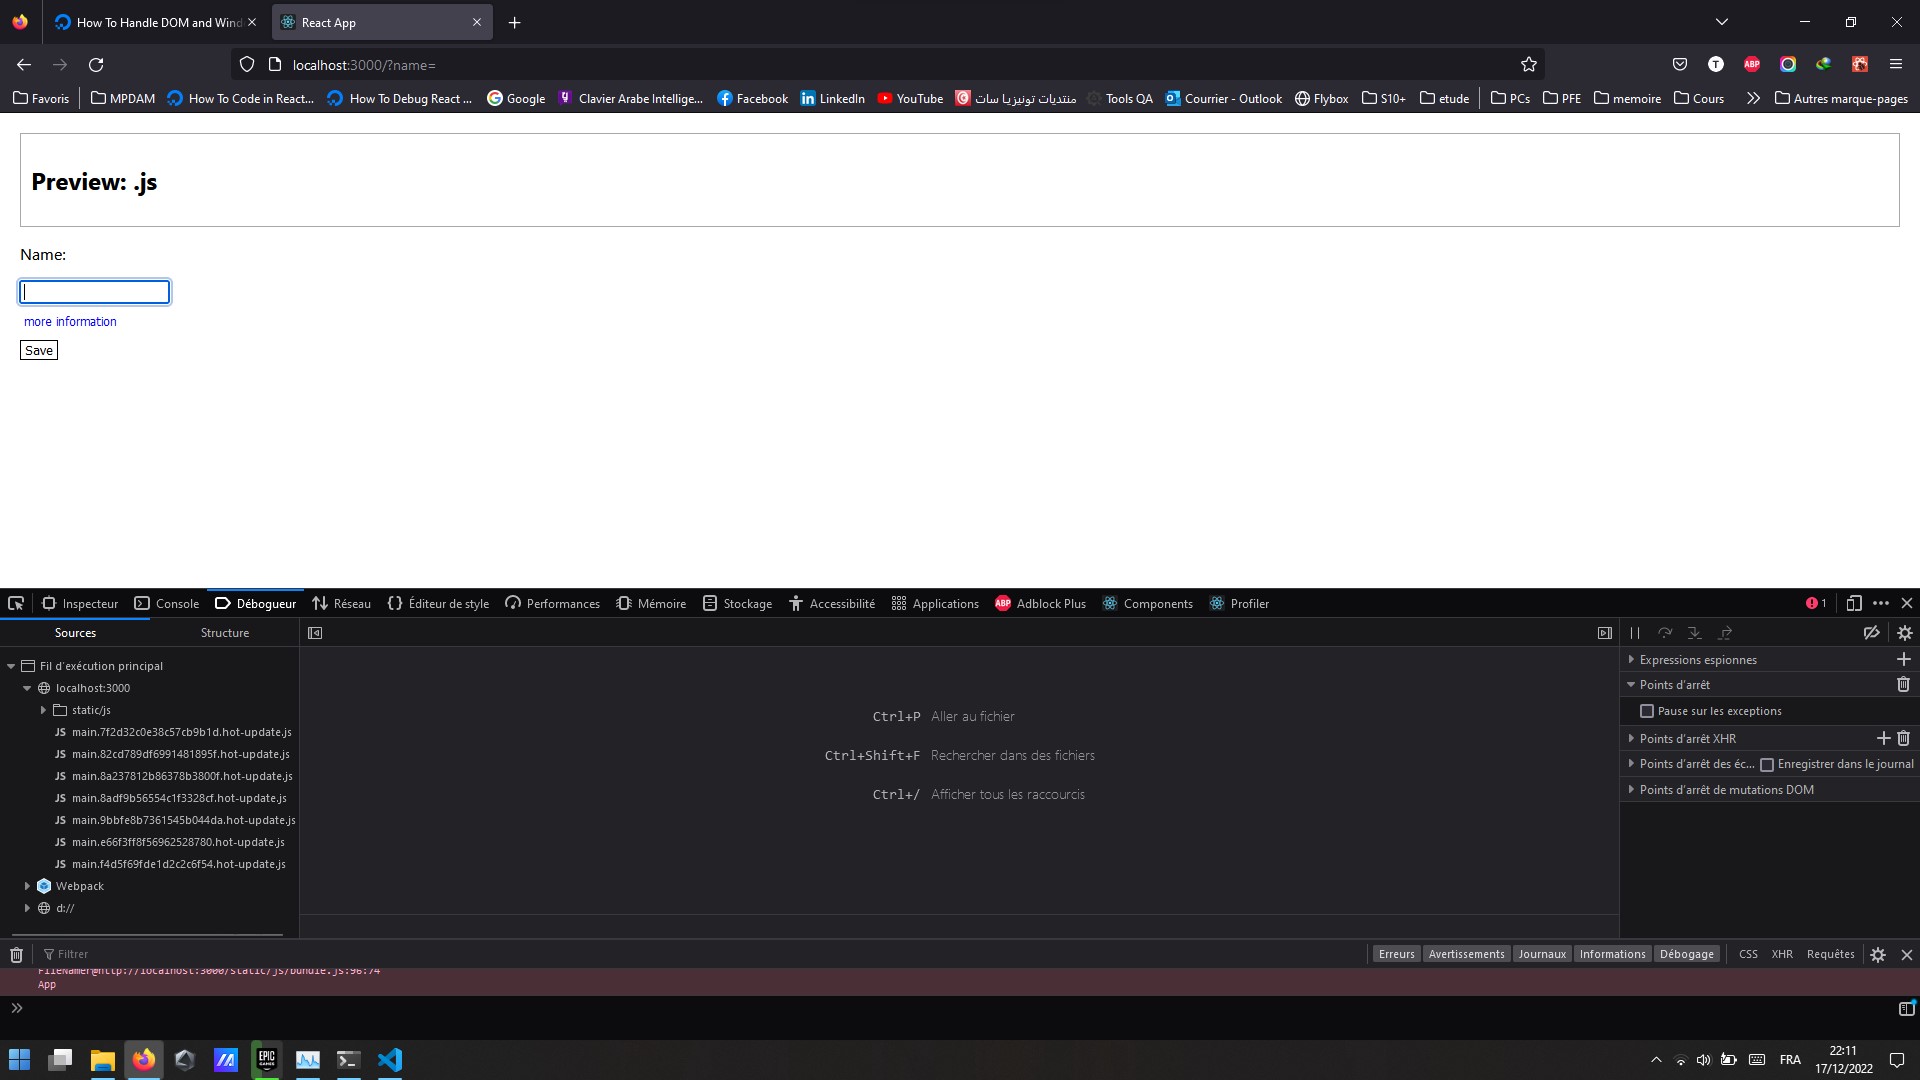 How To Handle DOM and Wind
React App
localhost:3000/?name=
Favoris
MPDAM
How To Code in React...
How To Debug React ...
Google
Clavier Arabe Intellige...
Facebook
LinkedIn
YouTube
منتديات تونيزيا سات
Tools QA
Courrier - Outlook
Flybox
S10+
etude
PCs
PFE
memoire
Cours
Autres marque-pages
Preview: .js
Name:
more information
Save
Inspecteur
Console
Débogueur
Réseau
Éditeur de style
Performances
Mémoire
Stockage
Accessibilité
Applications
ABP Adblock Plus
Components
Profiler
1
Sources
Structure
Fil d'exécution principal
localhost:3000
static/js
JS main.7f2d32c0e38c57cb9b1d.hot-update.js
JS main.82cd789df6991481895f.hot-update.js
JS main.8a237812b86378b3800f.hot-update.js
JS main.8adf9b56554c1f3328cf.hot-update.js
JS main.9bbfe8b7361545b044da.hot-update.js
JS main.e66f3ff8f56962528780.hot-update.js
JS main.f4d5f69fde1d2c2c6f54.hot-update.js
Webpack
d://
Ctrl+P Aller au fichier
Ctrl+Shift+F Rechercher dans des fichiers
Ctrl+/ Afficher tous les raccourcis
Expressions espionnes
Points d'arrêt
Pause sur les exceptions
Points d'arrêt XHR
Points d'arrêt des éc... Enregistrer dans le journal
Points d'arrêt de mutations DOM
Filtrer
Erreurs
Avertissements
Journaux
Informations
Débogage
CSS
XHR
Requêtes
FileNamer@http://localhost:3000/static/js/bundle.js:96:74
App
EPIC GAMES
FRA
22:11
17/12/2022